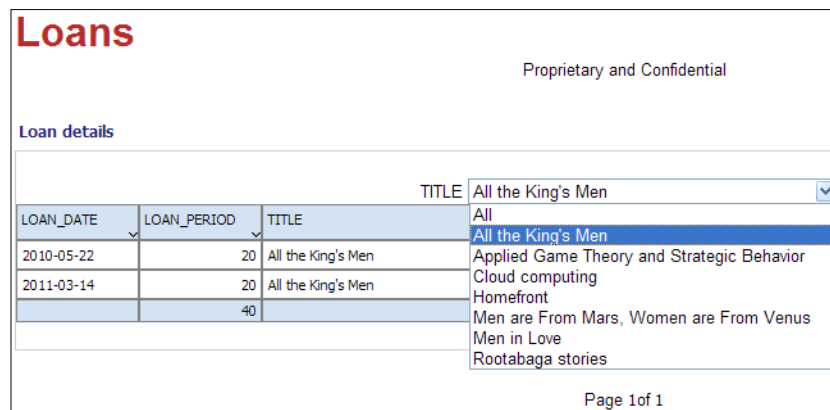 Loans
Proprietary and Confidential
Loan details
TITLE All the King's Men
LOAN_DATE LOAN_PERIOD TITLE
All
All the King's Men
2010-05-22 20 All the King's Men
Applied Game Theory and Strategic Behavior
Cloud computing
2011-03-14 20 All the King's Men
Homefront
40
Men are From Mars, Women are From Venus
Men in Love
Rootabaga stories
Page 1of 1